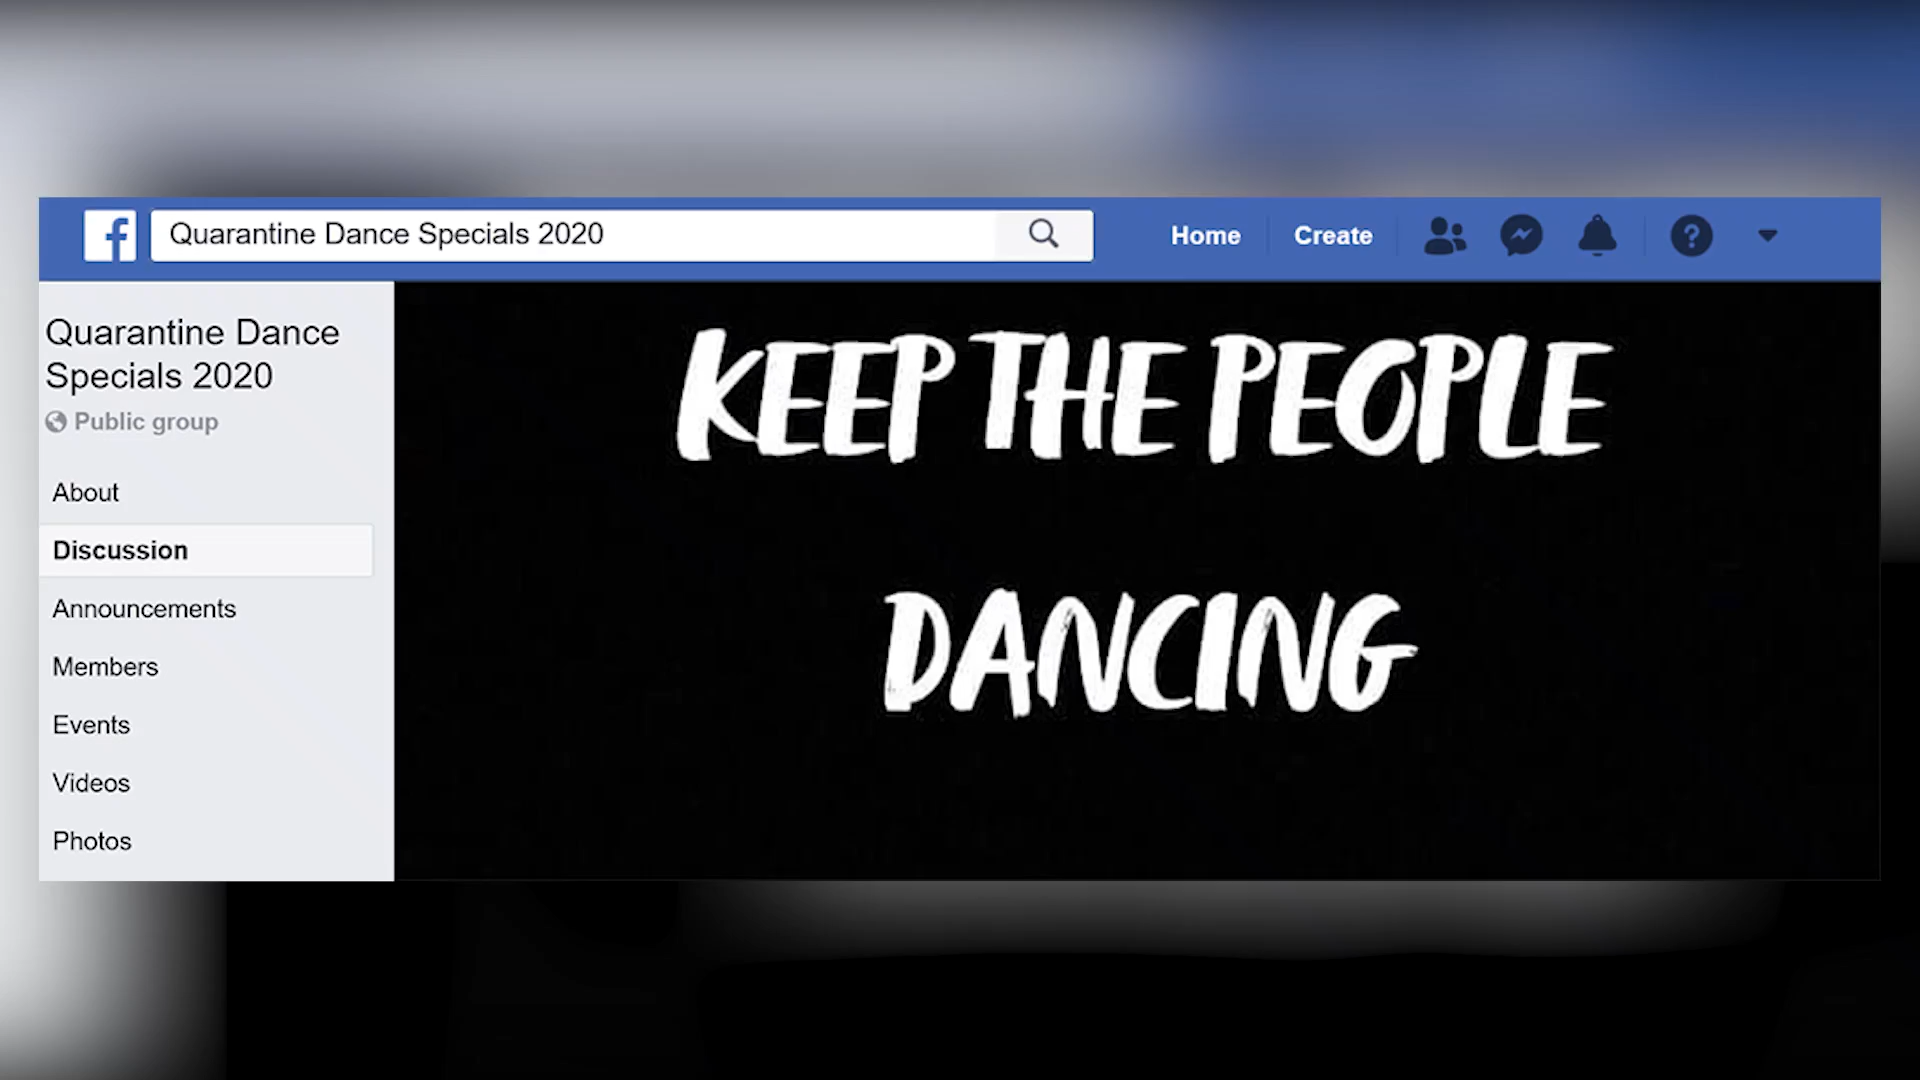 Quarantine Dance Specials 2020
Home
Create
Quarantine Dance
Specials 2020
Public group
About
Discussion
Announcements
Members
Events
Videos
Photos
KEEP THE PEOPLE
DANCING